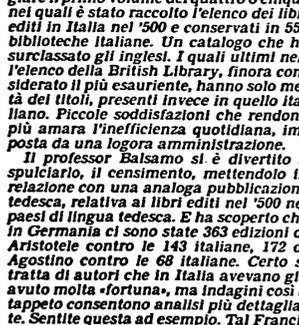 nei quali è stato raccolto l'elenco dei lib
editi in Italia nel '500 e conservati in 55
biblioteche italiane. Un catalogo che h
surclassato gli inglesi. I quali ultimi nel
l'elenco della British Library, finora con
siderato il più esauriente, hanno solo me
tà dei titoli, presenti invece in quello ita
liano. Piccole soddisfazioni che rendon
più amara l'inefficienza quotidiana, im
posta da una logora amministrazione.
Il professor Balsamo si è divertito
spulciarlo, il censimento, mettendolo i
relazione con una analoga pubblicazion
tedesca, relativa ai libri editi nel '500 ne
paesi di lingua tedesca. E ha scoperto ch
in Germania ci sono state 363 edizioni d
Aristotele contro le 143 italiane, 172 d
Agostino contro le 68 italiane. Certo s
tratta di autori che in Italia avevano gi
avuto molta «fortuna», ma indagini così
tappeto consentono analisi più dettaglia
te. Sentite questa ad esempio. Tal Franc